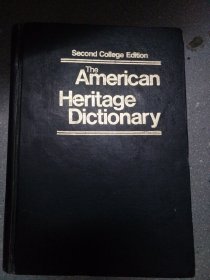 Second College Edition
The
American
Heritage
Dictionary